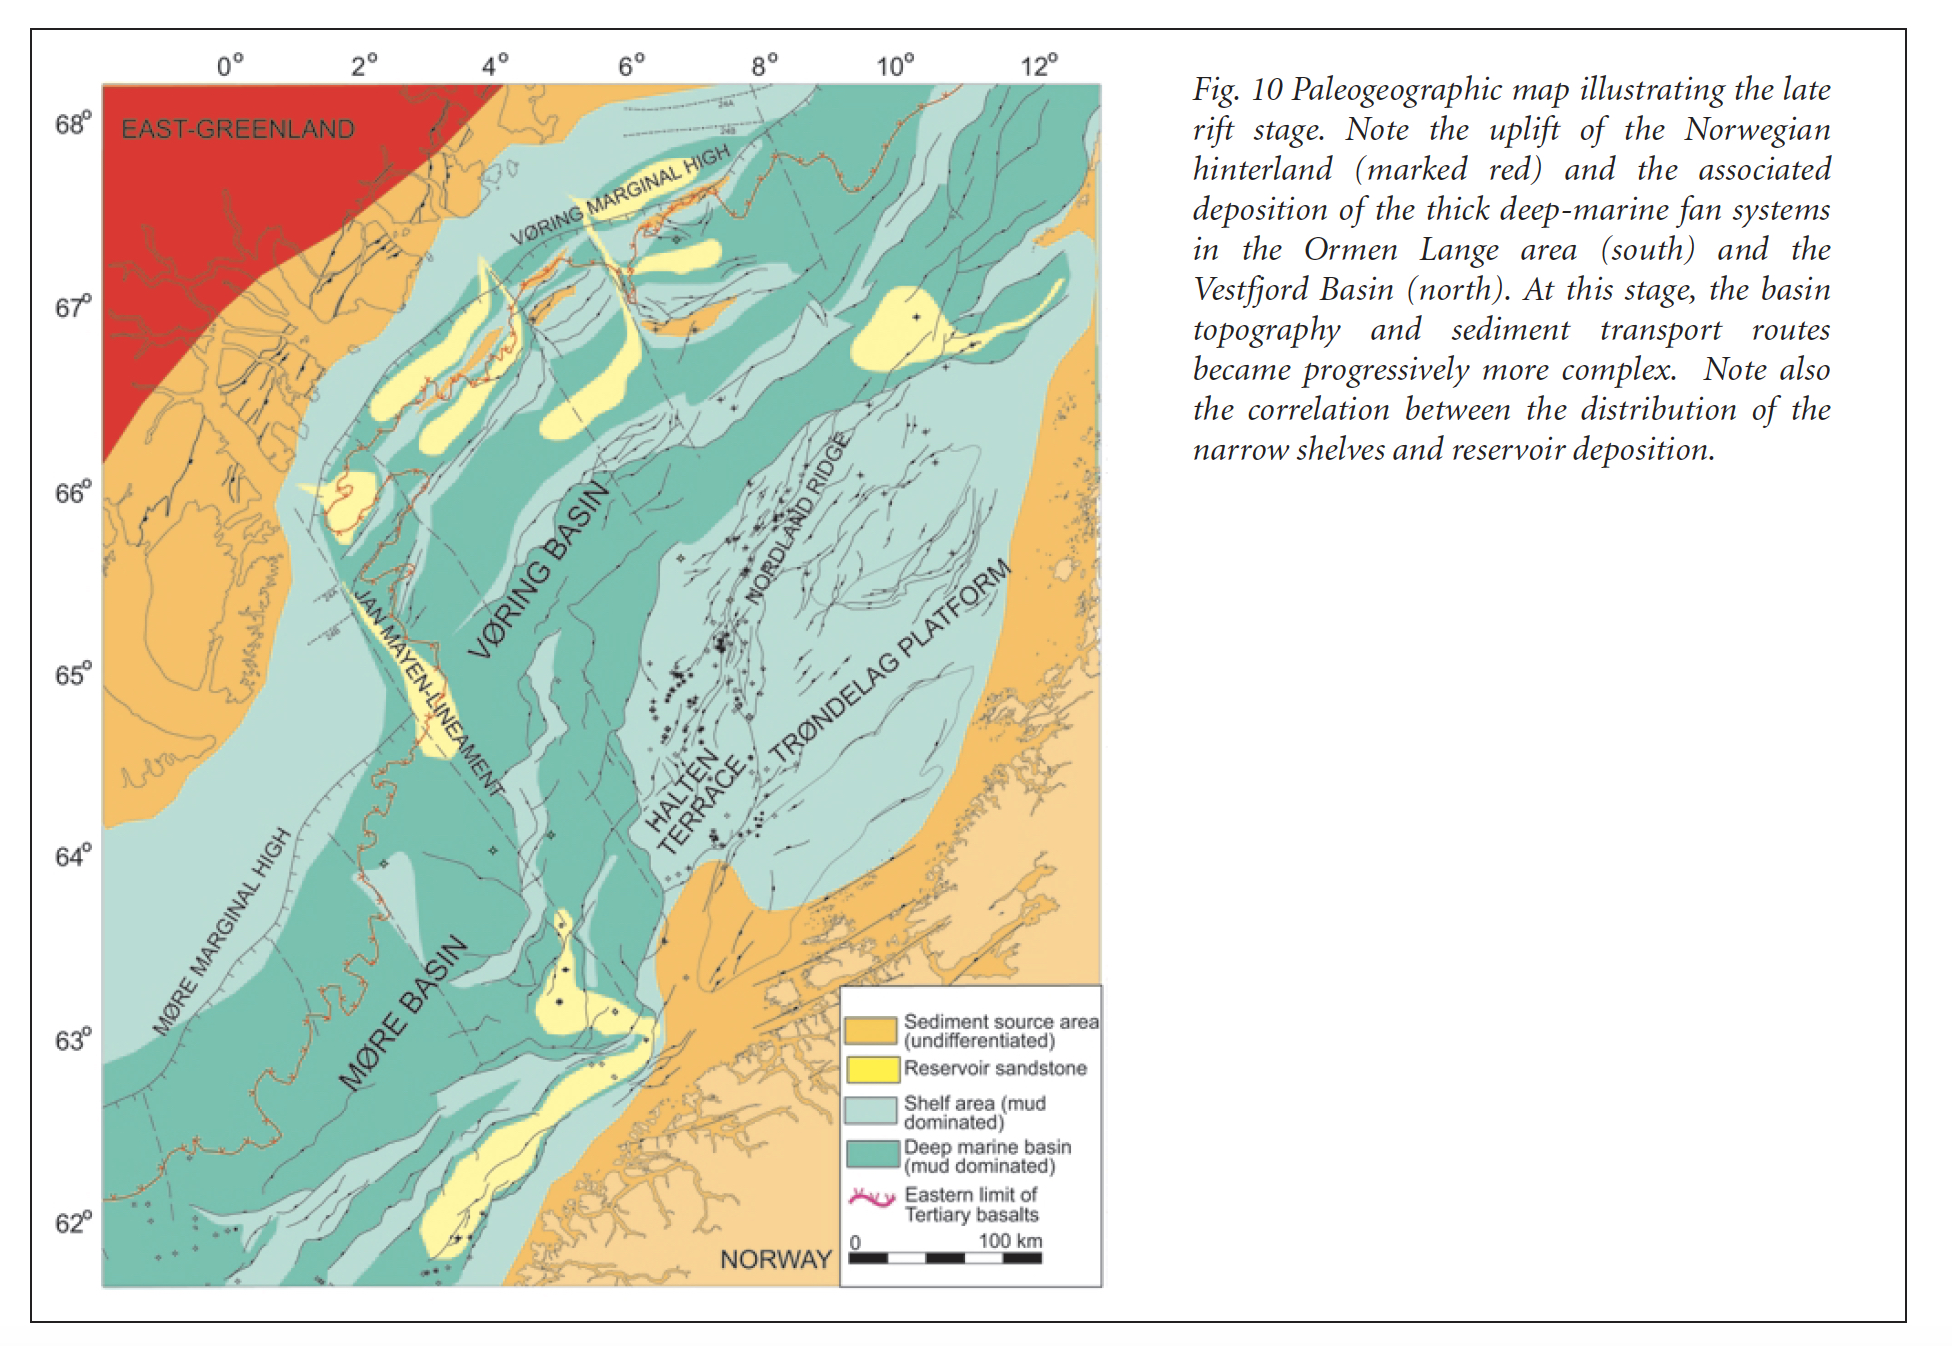 0° 2° 4° 6° 8° 10° 12°
68°
67°
66°
65°
64°
63°
62°
EAST-GREENLAND
24A
24B
VØRING MARGINAL HIGH
NORDLAND RIDGE
VØRING BASIN
24A
24B
JAN MAYEN-LINEAMENT
TRØNDELAG PLATFORM
HALTEN
TERRACE
MØRE MARGINAL HIGH
MØRE BASIN
NORWAY
Sediment source area
(undifferentiated)
Reservoir sandstone
Shelf area (mud
dominated)
Deep marine basin
(mud dominated)
Eastern limit of
Tertiary basalts
0 100 km
Fig. 10 Paleogeographic map illustrating the late
rift stage. Note the uplift of the Norwegian
hinterland (marked red) and the associated
deposition of the thick deep-marine fan systems
in the Ormen Lange area (south) and the
Vestfjord Basin (north). At this stage, the basin
topography and sediment transport routes
became progressively more complex. Note also
the correlation between the distribution of the
narrow shelves and reservoir deposition.